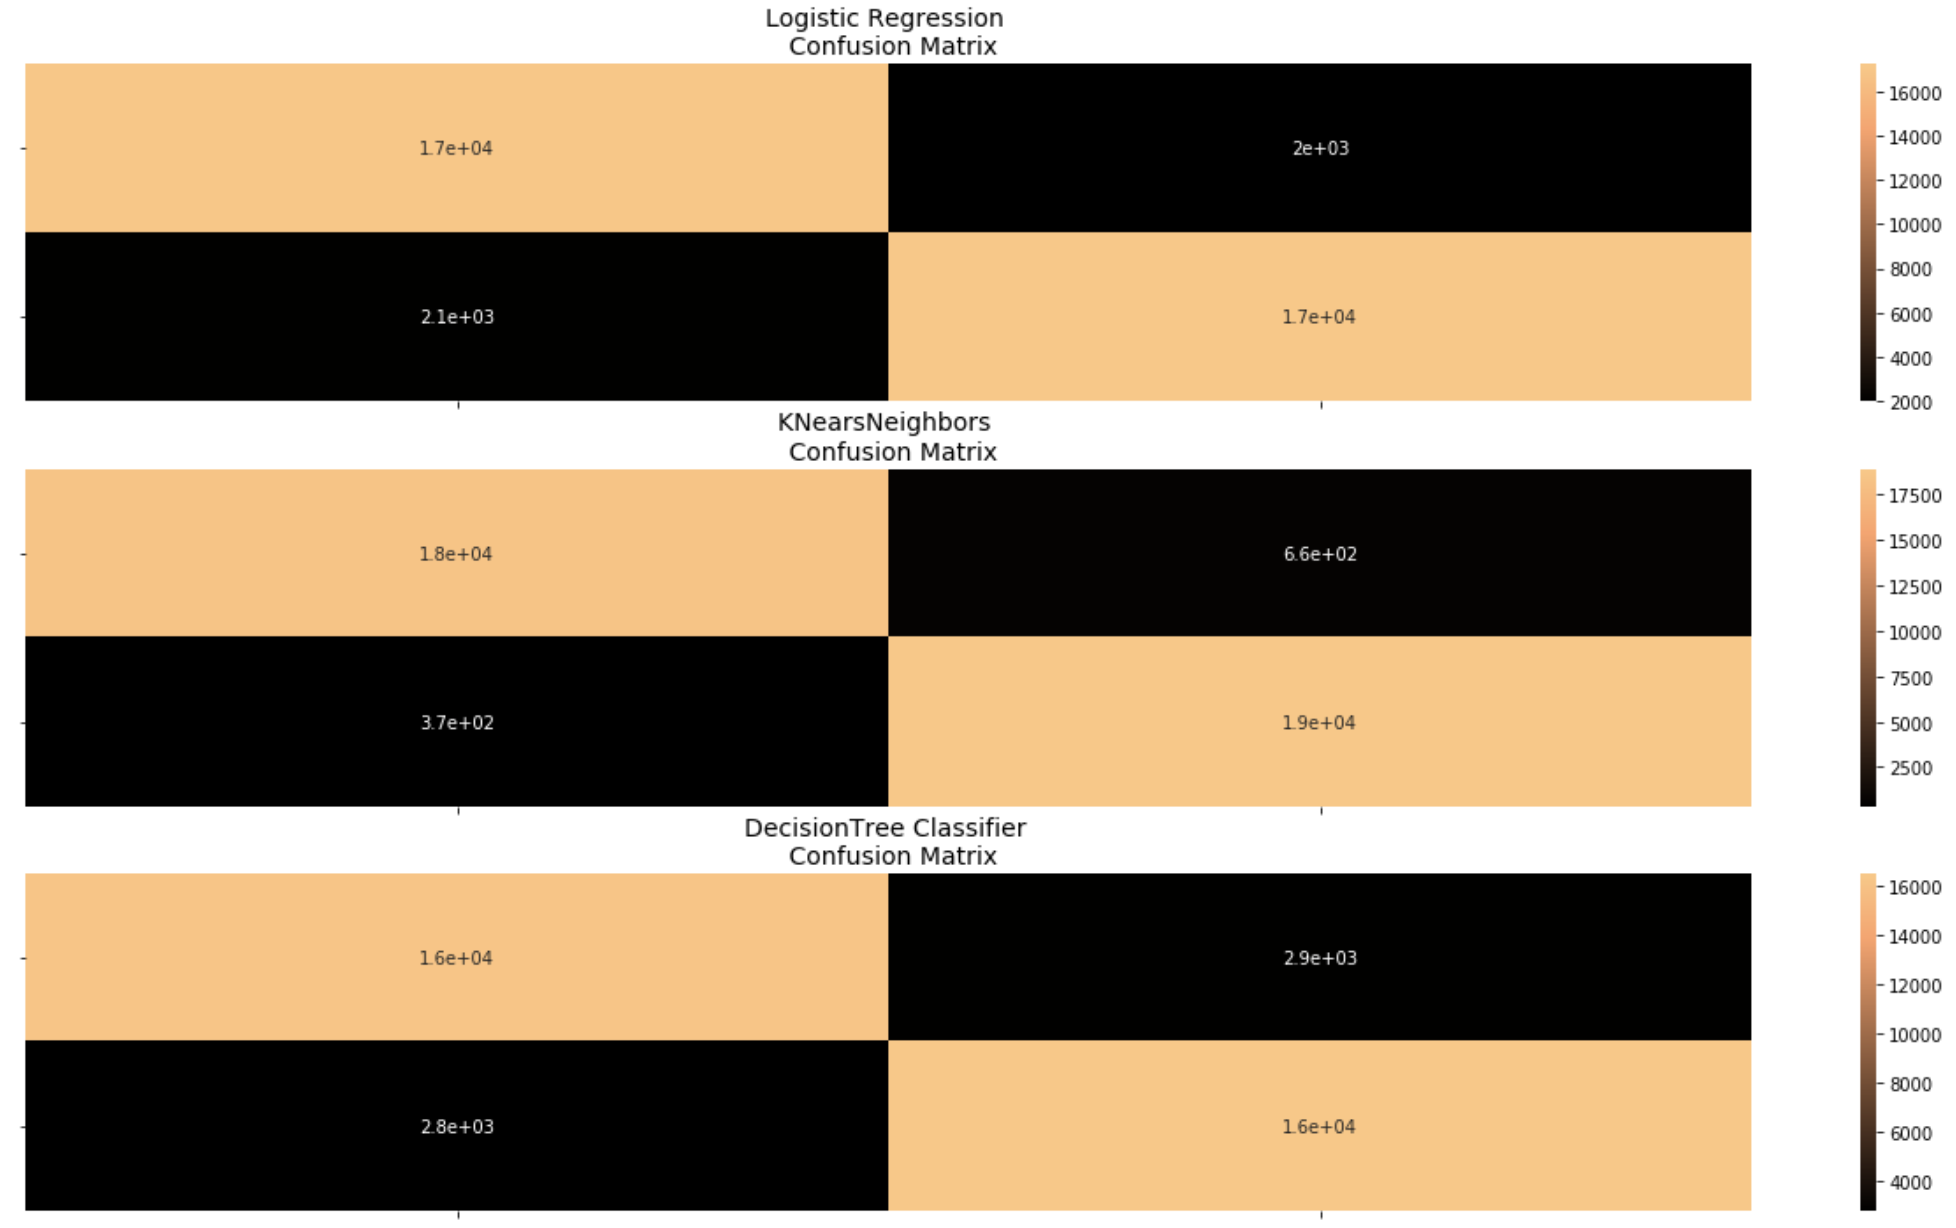 Logistic Regression
Confusion Matrix
1.7e+04
2e+03
2.1e+03
1.7e+04
16000
14000
12000
10000
8000
6000
4000
2000
KNearsNeighbors
Confusion Matrix
1.8e+04
6.6e+02
3.7e+02
1.9e+04
17500
15000
12500
10000
7500
5000
2500
DecisionTree Classifier
Confusion Matrix
1.6e+04
2.9e+03
2.8e+03
1.6e+04
16000
14000
12000
10000
8000
6000
4000